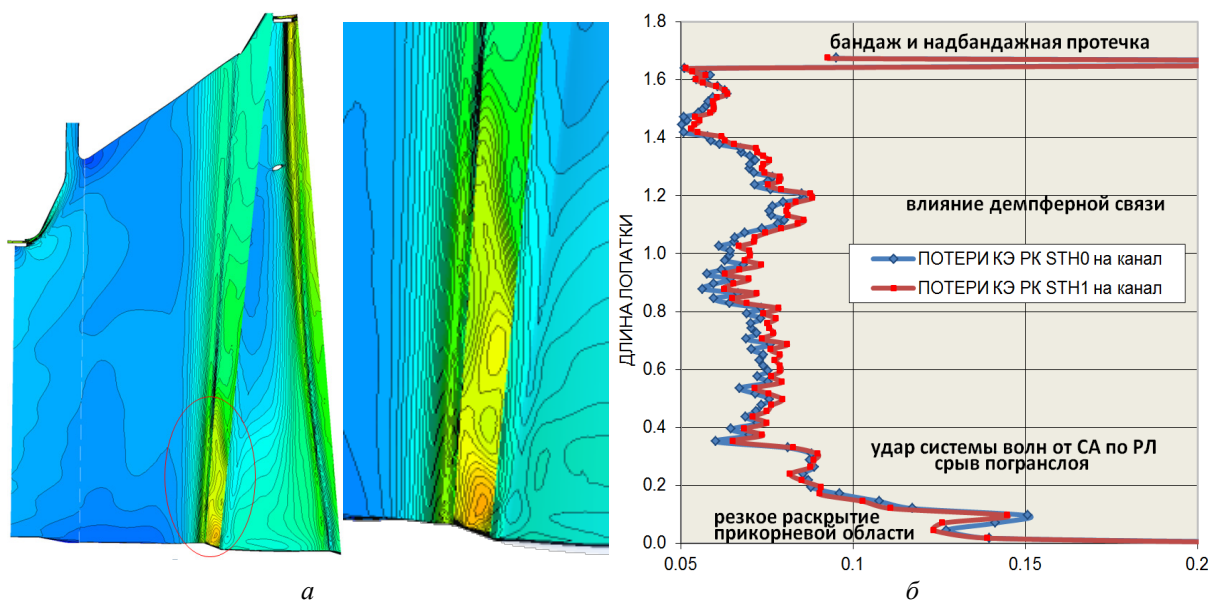 1.8
1.6
1.4
1.2
1.0
0.8
0.6
0.4
0.2
0.0
ДЛИНА ЛОПАТКИ
бандаж и надбандажная протечка
влияние демпферной связи
ПОТЕРИ КЭ РК STH0 на канал
ПОТЕРИ КЭ РК STH1 на канал
удар системы волн от СА по РЛ
срыв погранслоя
резкое раскрытие
прикорневой области
0.05
0.1
0.15
0.2
а
б